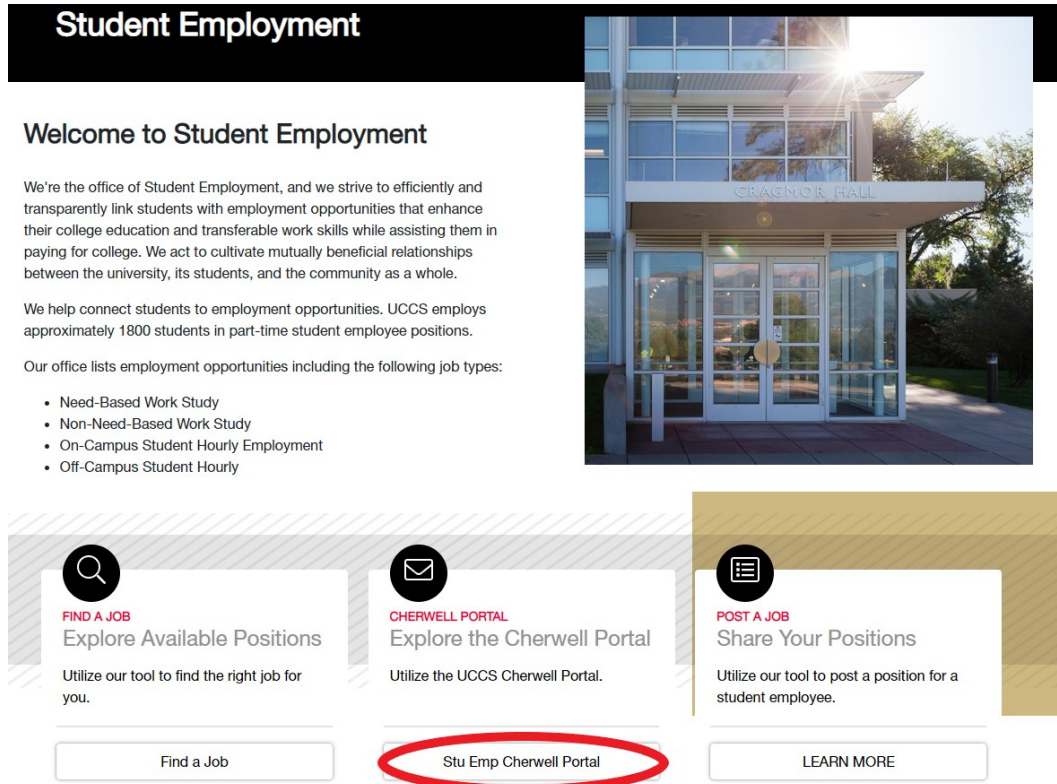 Student Employment
Welcome to Student Employment
We're the office of Student Employment, and we strive to efficiently and
transparently link students with employment opportunities that enhance
their college education and transferable work skills while assisting them in
paying for college. We act to cultivate mutually beneficial relationships
between the university, its students, and the community as a whole.
We help connect students to employment opportunities. UCCS employs
approximately 1800 students in part-time student employee positions.
Our office lists employment opportunities including the following job types:
• Need-Based Work Study
• Non-Need-Based Work Study
• On-Campus Student Hourly Employment
• Off-Campus Student Hourly
CRAGMOR HALL
FIND A JOB
Explore Available Positions
Utilize our tool to find the right job for
you.
Find a Job
CHERWELL PORTAL
Explore the Cherwell Portal
Utilize the UCCS Cherwell Portal.
Stu Emp Cherwell Portal
POST A JOB
Share Your Positions
Utilize our tool to post a position for a
student employee.
LEARN MORE